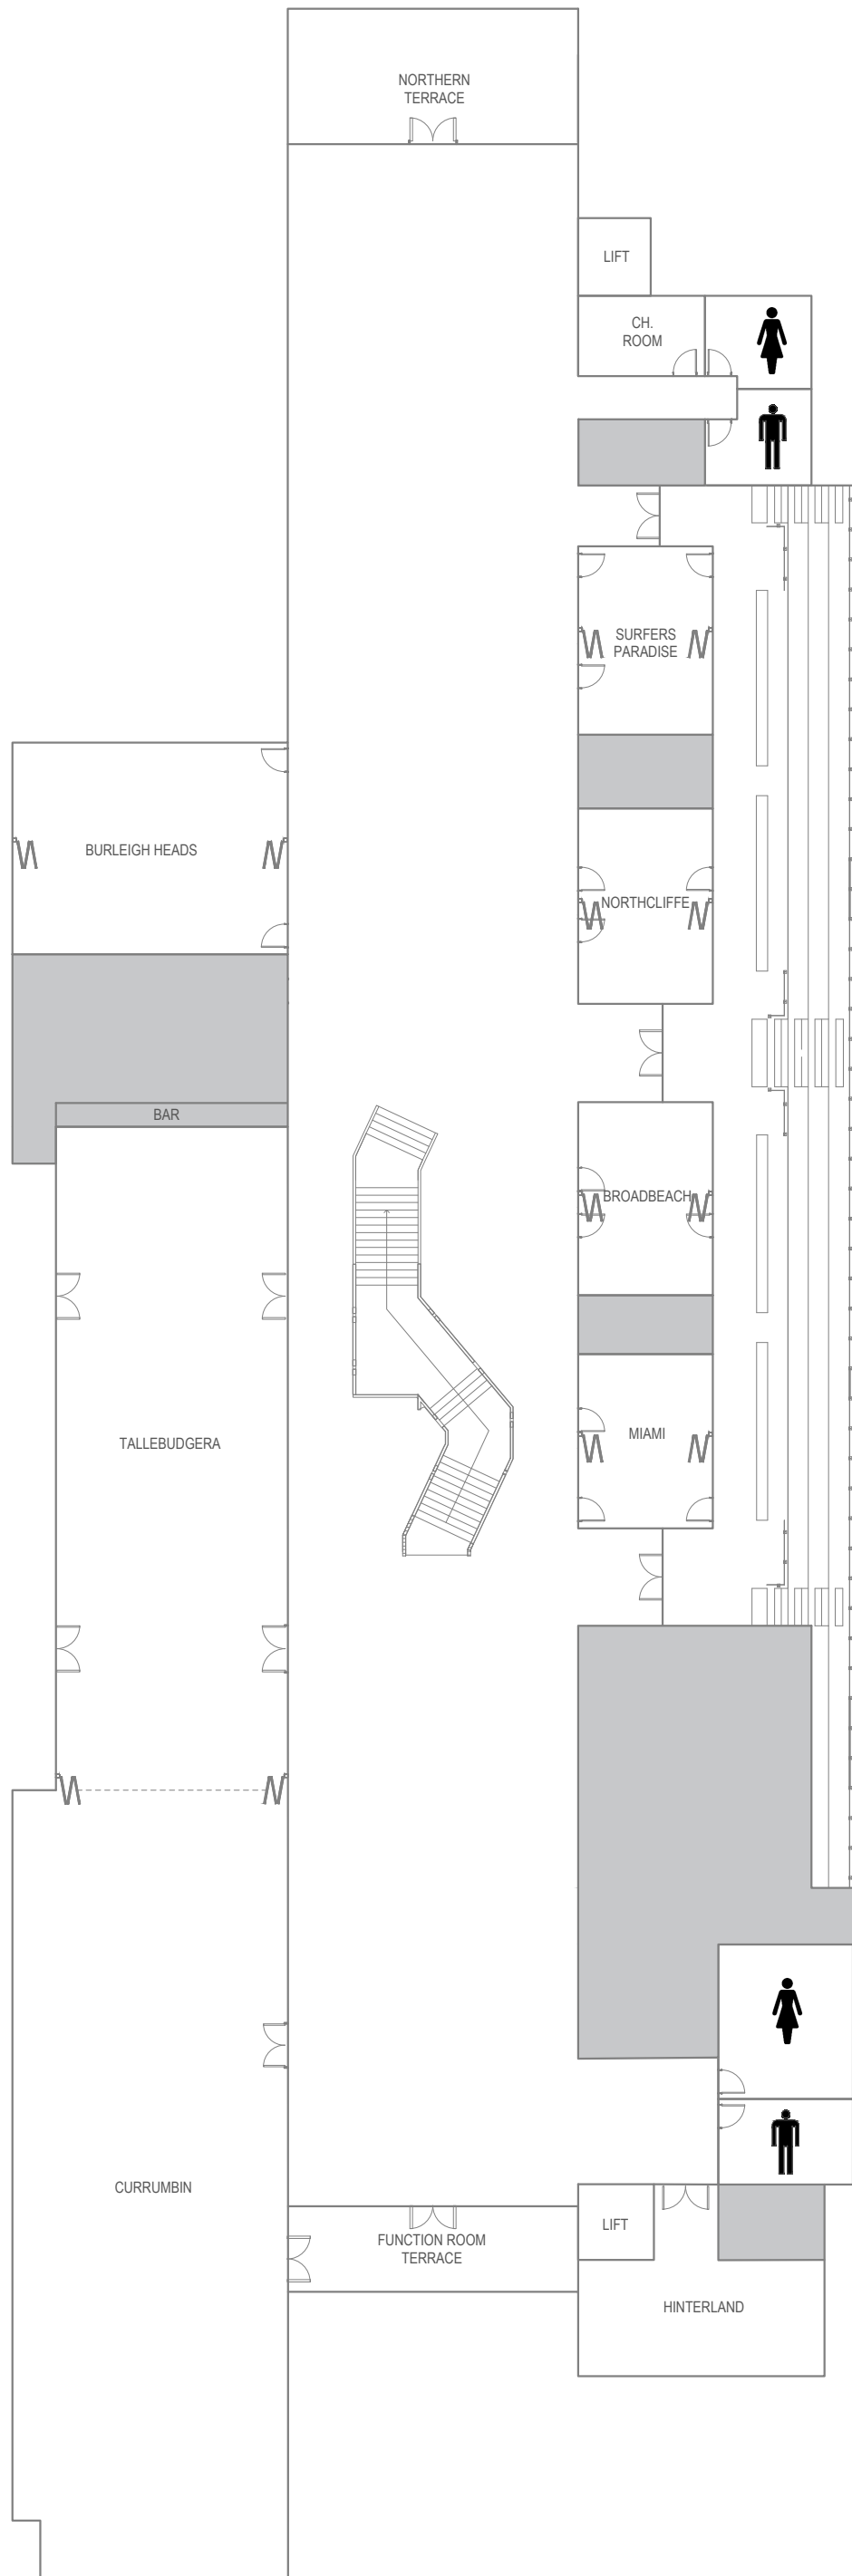 NORTHERN
TERRACE
LIFT
CH.
ROOM
SURFERS
PARADISE
BURLEIGH HEADS
NORTHCLIFFE
BAR
BROADBEACH
MIAMI
TALLEBUDGERA
CURRUMBIN
LIFT
FUNCTION ROOM
TERRACE
HINTERLAND